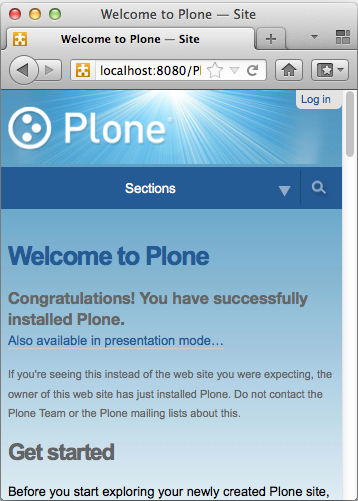 Welcome to Plone — Site
Welcome to Plone — Site
localhost:8080/Pl
Log in
Plone
Sections
Welcome to Plone
Congratulations! You have successfully
installed Plone.
Also available in presentation mode…
If you're seeing this instead of the web site you were expecting, the
owner of this web site has just installed Plone. Do not contact the
Plone Team or the Plone mailing lists about this.
Get started
Before you start exploring your newly created Plone site,